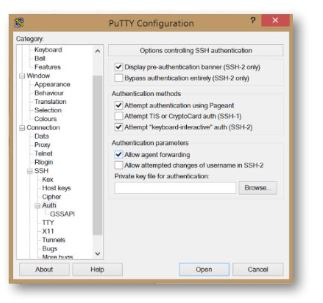 PuTTY Configuration
?
×
Category:
Keyboard
Bell
Features
Window
Appearance
Behaviour
Translation
Selection
Colours
Connection
Data
Proxy
Telnet
Rlogin
SSH
Kex
Host keys
Cipher
Auth
GSSAPI
TTY
X11
Tunnels
Bugs
More bugs
Options controlling SSH authentication
Display pre-authentication banner (SSH-2 only)
Bypass authentication entirely (SSH-2 only)
Authentication methods
Attempt authentication using Pageant
Attempt TIS or CryptoCard auth (SSH-1)
Attempt "keyboard-interactive" auth (SSH-2)
Authentication parameters
Allow agent forwarding
Allow attempted changes of username in SSH-2
Private key file for authentication:
Browse...
About
Help
Open
Cancel